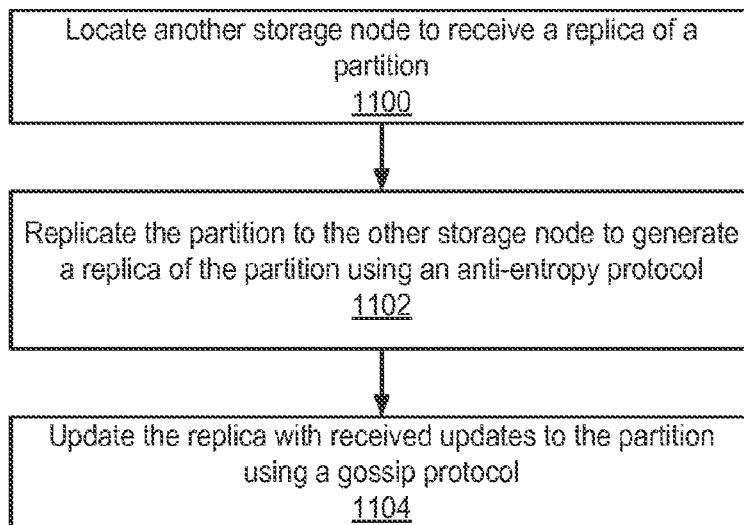 Locate another storage node to receive a replica of a
partition
1100
Replicate the partition to the other storage node to generate
a replica of the partition using an anti-entropy protocol
1102
Update the replica with received updates to the partition
using a gossip protocol
1104